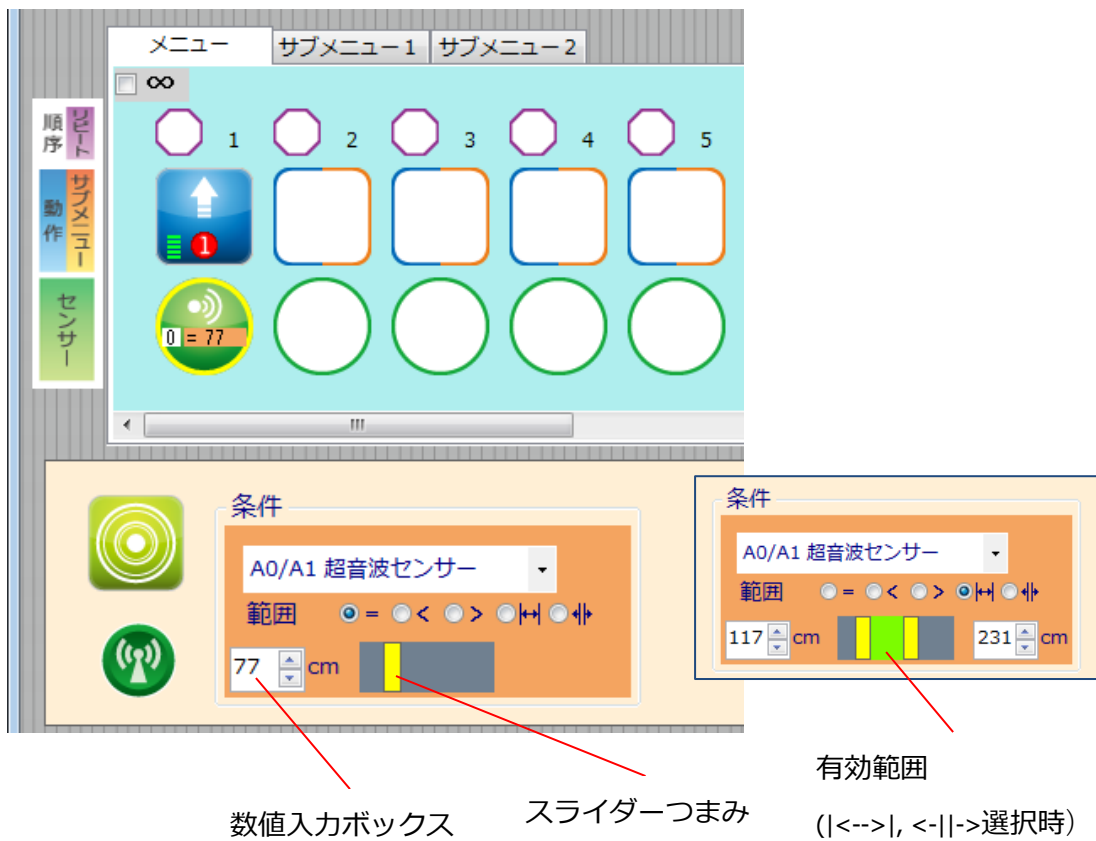 メニュー サブメニュー1 サブメニュー2
∞
順序 リピート
1 2 3 4 5
動作 サブメニュー
1
センサー
0 = 77
条件
A0/A1 超音波センサー
範囲 = < > |↔| ◂|▸
77 cm
条件
A0/A1 超音波センサー
範囲 = < > |↔| ◂|▸
117 cm 231 cm
数値入力ボックス
スライダーつまみ
有効範囲
(|<-->|, <-||->選択時)